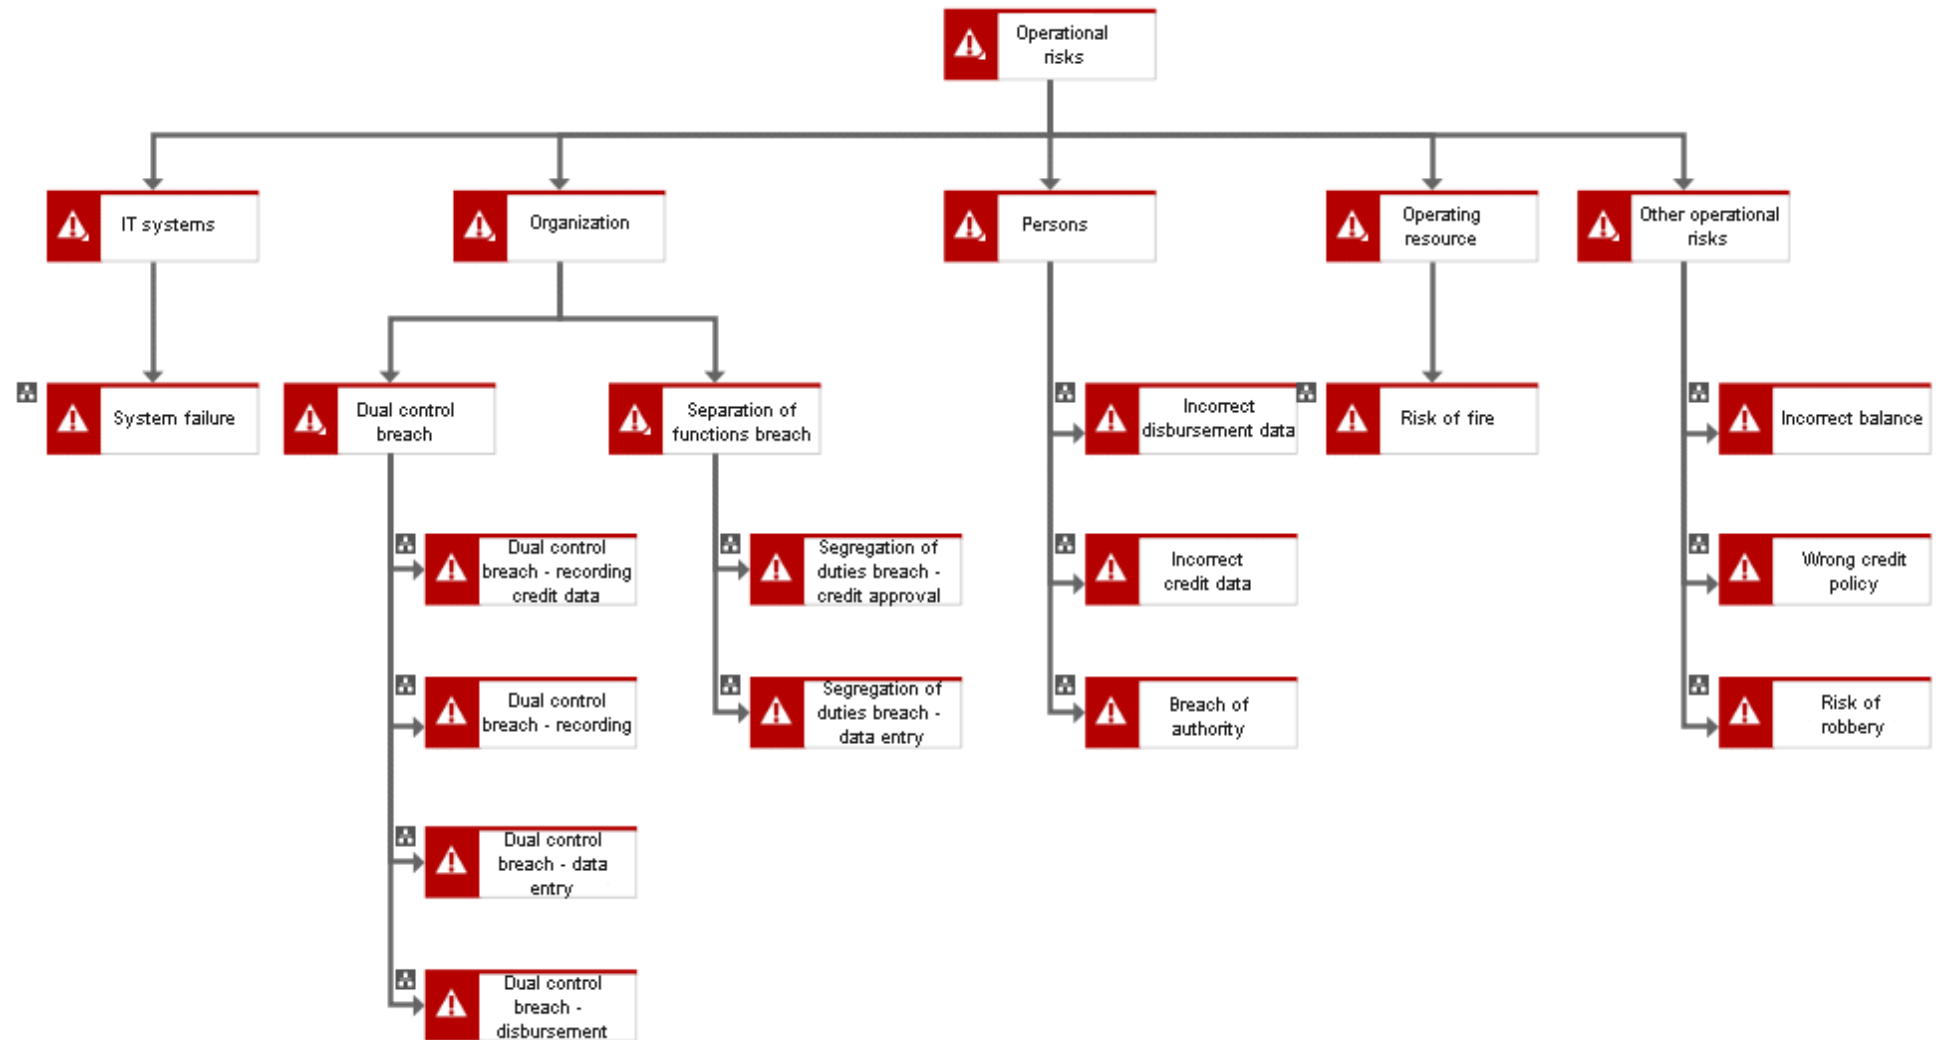 Operational
risks
IT systems
Organization
Persons
Operating
resource
Other operational
risks
System failure
Dual control
breach
Separation of
functions breach
Incorrect
disbursement data
Risk of fire
Incorrect balance
Dual control
breach - recording
credit data
Segregation of
duties breach -
credit approval
Incorrect
credit data
Wrong credit
policy
Dual control
breach - recording
Segregation of
duties breach -
data entry
Breach of
authority
Risk of
robbery
Dual control
breach - data
entry
Dual control
breach -
disbursement